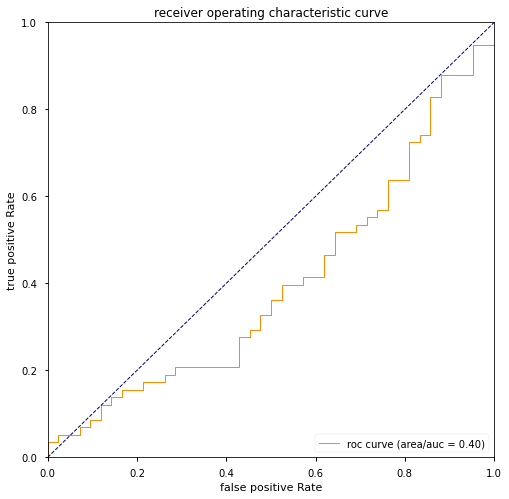 receiver operating characteristic curve
true positive Rate
1.0
0.8
0.6
0.4
0.2
0.0
roc curve (area/auc = 0.40)
0.0 0.2 0.4 0.6 0.8 1.0
false positive Rate